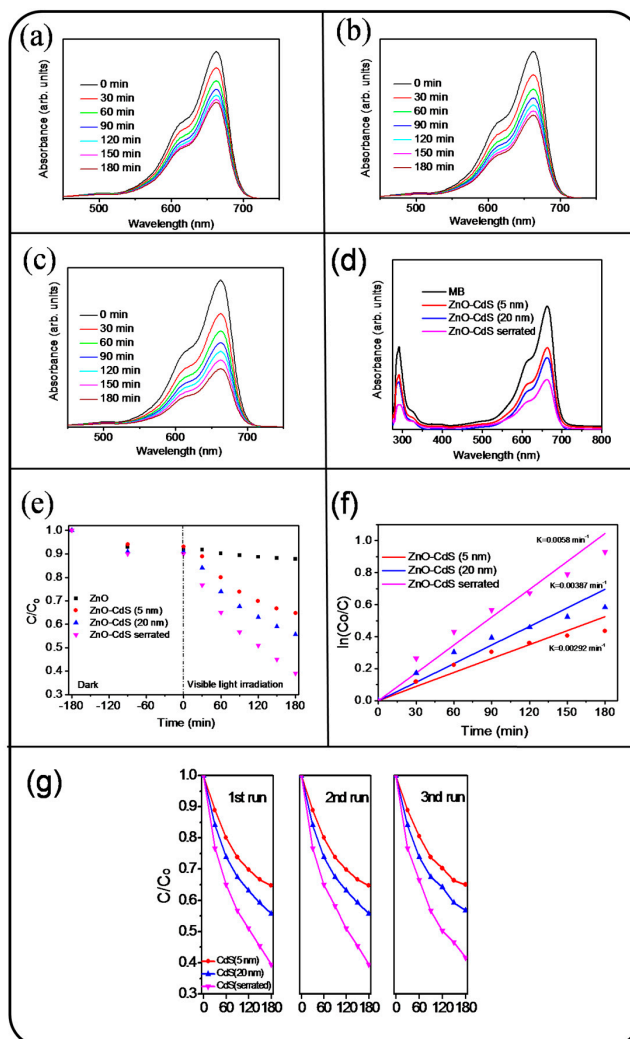 (a)
0 min
30 min
60 min
90 min
120 min
150 min
180 min
Absorbance (arb. units)
500 600 700
Wavelength (nm)
(b)
0 min
30 min
60 min
90 min
120 min
150 min
180 min
Absorbance (arb. units)
500 600 700
Wavelength (nm)
(c)
0 min
30 min
60 min
90 min
120 min
150 min
180 min
Absorbance (arb. units)
500 600 700
Wavelength (nm)
(d)
MB
ZnO-CdS (5 nm)
ZnO-CdS (20 nm)
ZnO-CdS serrated
Absorbance (arb. units)
300 400 500 600 700 800
Wavelength (nm)
(e)
1.0
0.9
0.8
0.7
0.6
0.5
0.4
0.3
C/C₀
ZnO
ZnO-CdS (5 nm)
ZnO-CdS (20 nm)
ZnO-CdS serrated
Dark
Visible light irradiation
-180 -120 -60 0 60 120 180
Time (min)
(f)
1.0
0.8
0.6
0.4
0.2
0.0
ln(Co/C)
ZnO-CdS (5 nm)
ZnO-CdS (20 nm)
ZnO-CdS serrated
K=0.0058 min⁻¹
K=0.00387 min⁻¹
K=0.00292 min⁻¹
0 30 60 90 120 150 180
Time (min)
(g)
1.0
0.9
0.8
0.7
0.6
0.5
0.4
0.3
C/C₀
1st run
2nd run
3nd run
CdS(5nm)
CdS(20nm)
CdS(serrated)
0 60 120 180
0 60 120 180
0 60 120 180